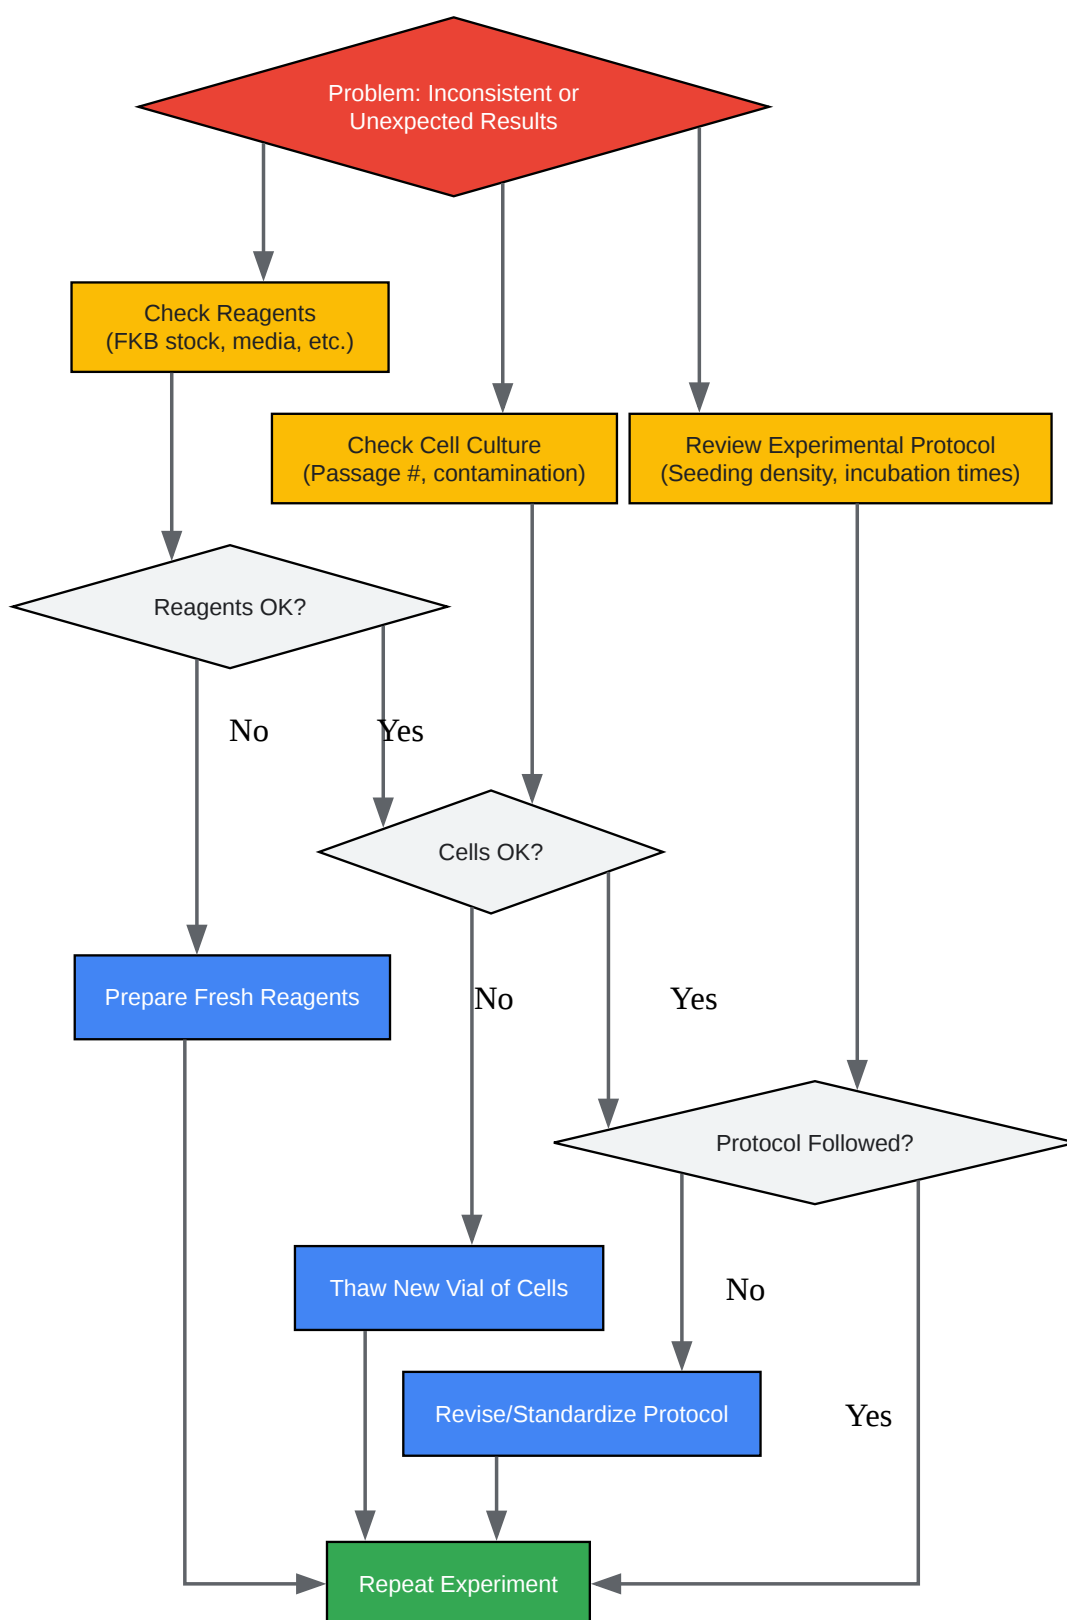 Problem: Inconsistent or
Unexpected Results
Check Reagents
(FKB stock, media, etc.)
Check Cell Culture
(Passage #, contamination)
Review Experimental Protocol
(Seeding density, incubation times)
Reagents OK?
No
Yes
Cells OK?
Prepare Fresh Reagents
No
Yes
Protocol Followed?
Thaw New Vial of Cells
No
Revise/Standardize Protocol
Yes
Repeat Experiment